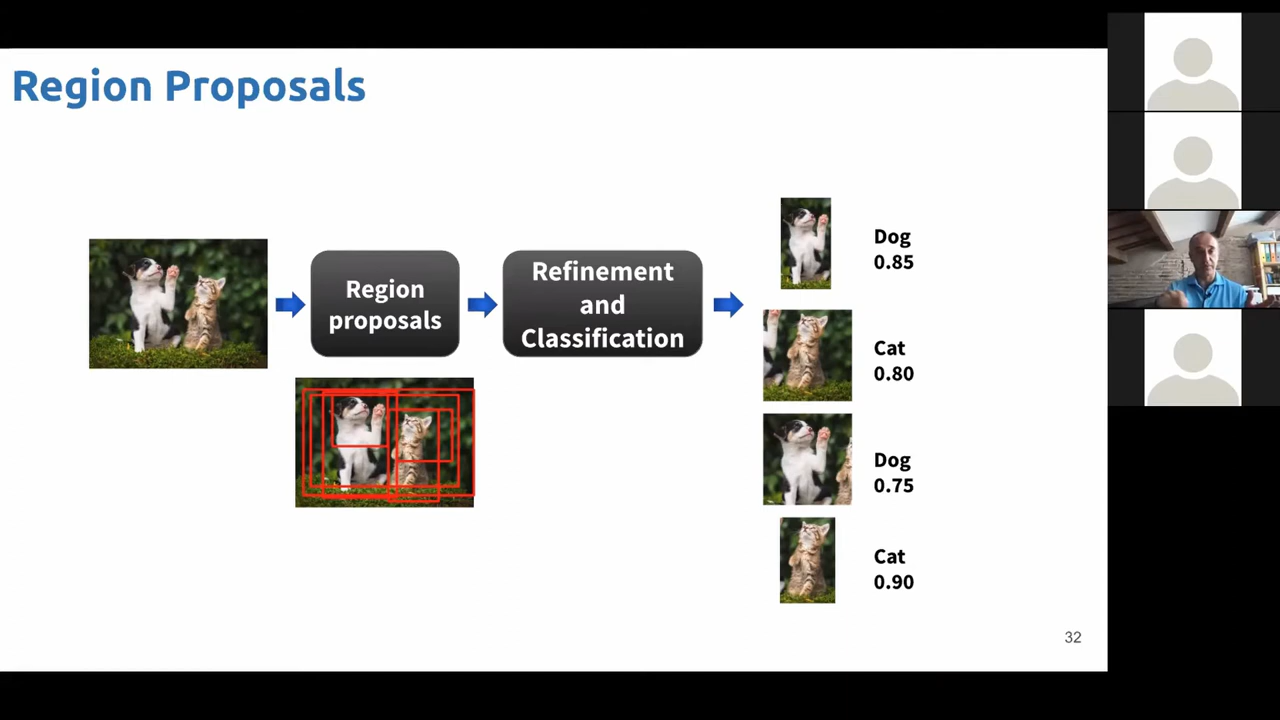 Region Proposals
Region
proposals
Refinement
and
Classification
Dog
0.85
Cat
0.80
Dog
0.75
Cat
0.90
32